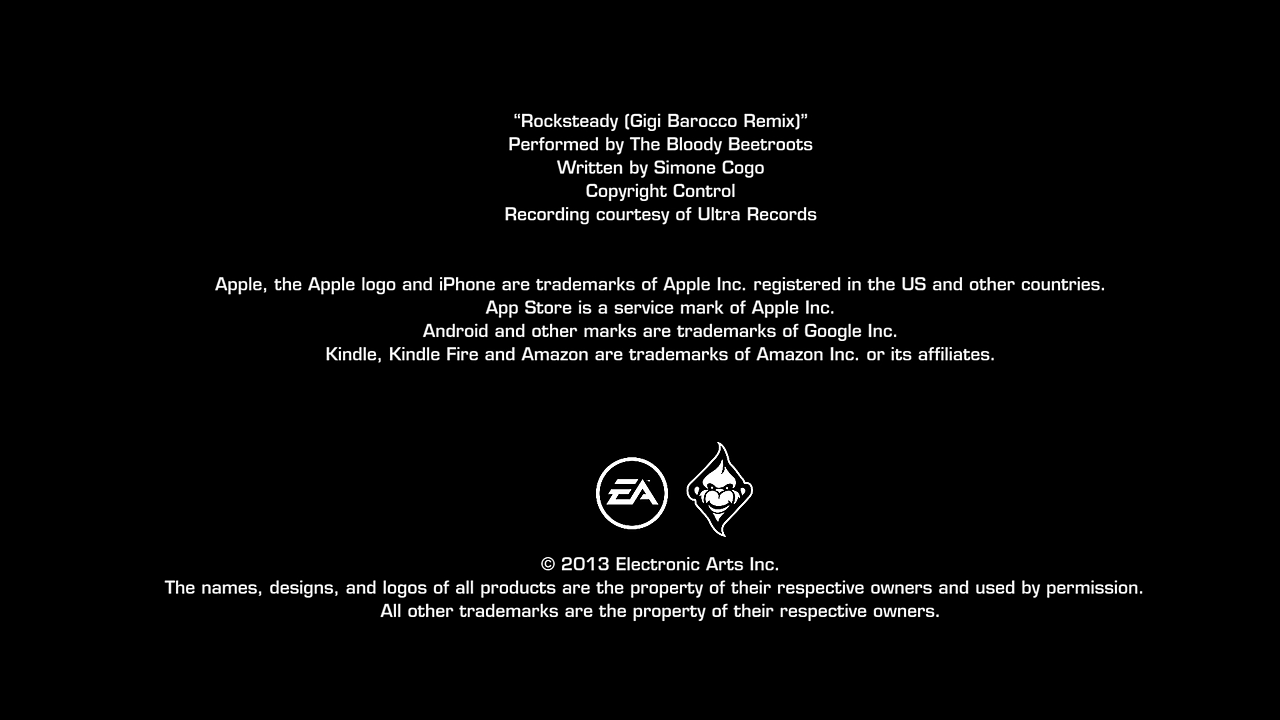 “Rocksteady (Gigi Barocco Remix)”
Performed by The Bloody Beetroots
Written by Simone Cogo
Copyright Control
Recording courtesy of Ultra Records
Apple, the Apple logo and iPhone are trademarks of Apple Inc. registered in the US and other countries.
App Store is a service mark of Apple Inc.
Android and other marks are trademarks of Google Inc.
Kindle, Kindle Fire and Amazon are trademarks of Amazon Inc. or its affiliates.
EA
© 2013 Electronic Arts Inc.
The names, designs, and logos of all products are the property of their respective owners and used by permission.
All other trademarks are the property of their respective owners.